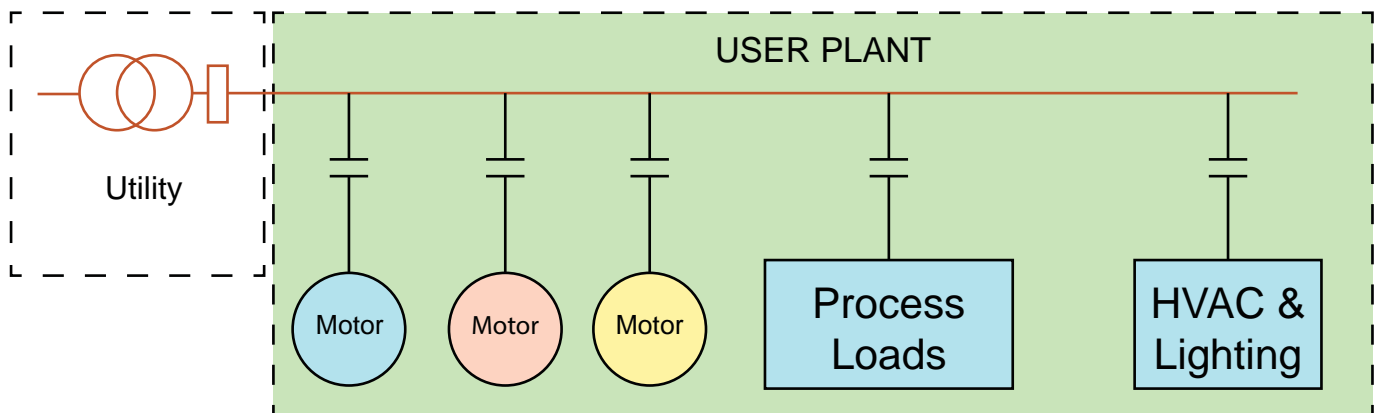 USER PLANT
Utility
Motor
Motor
Motor
Process
Loads
HVAC &
Lighting